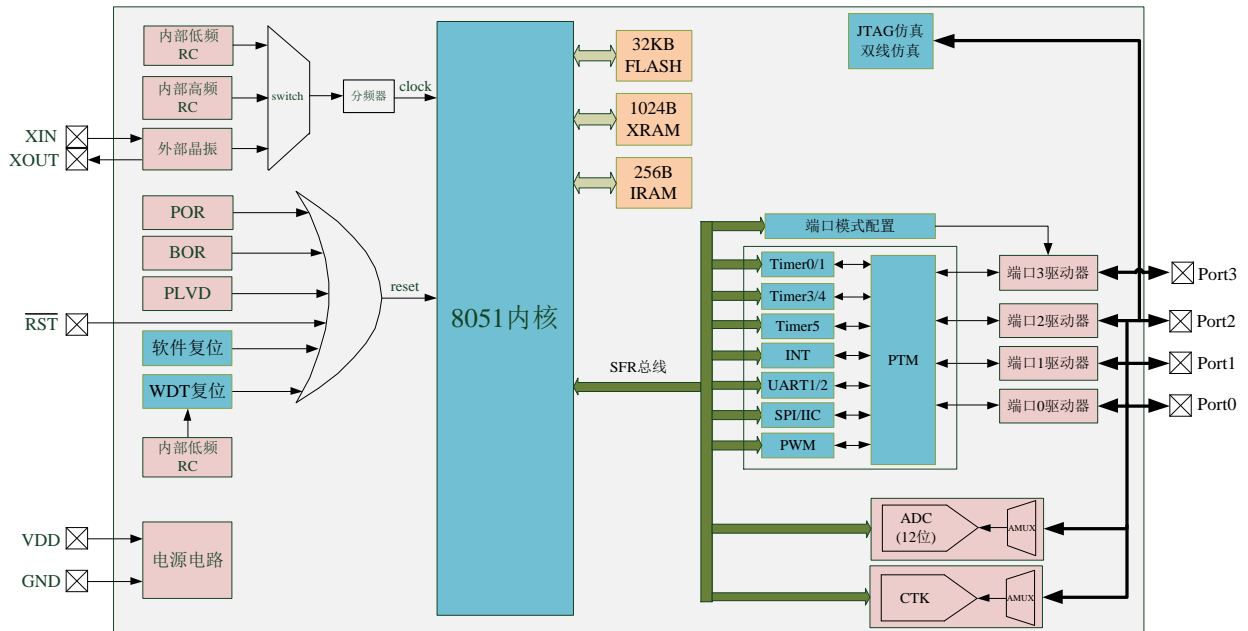 内部低频
RC
内部高频
RC
外部晶振
XIN
XOUT
switch
分频器
clock
POR
BOR
PLVD
RST
软件复位
WDT复位
内部低频
RC
reset
VDD
GND
电源电路
8051内核
32KB
FLASH
1024B
XRAM
256B
IRAM
JTAG仿真
双线仿真
SFR总线
端口模式配置
Timer0/1
Timer3/4
Timer5
INT
UART1/2
SPI/IIC
PWM
PTM
端口3驱动器
端口2驱动器
端口1驱动器
端口0驱动器
Port3
Port2
Port1
Port0
ADC
(12位)
AMUX
CTK
AMUX